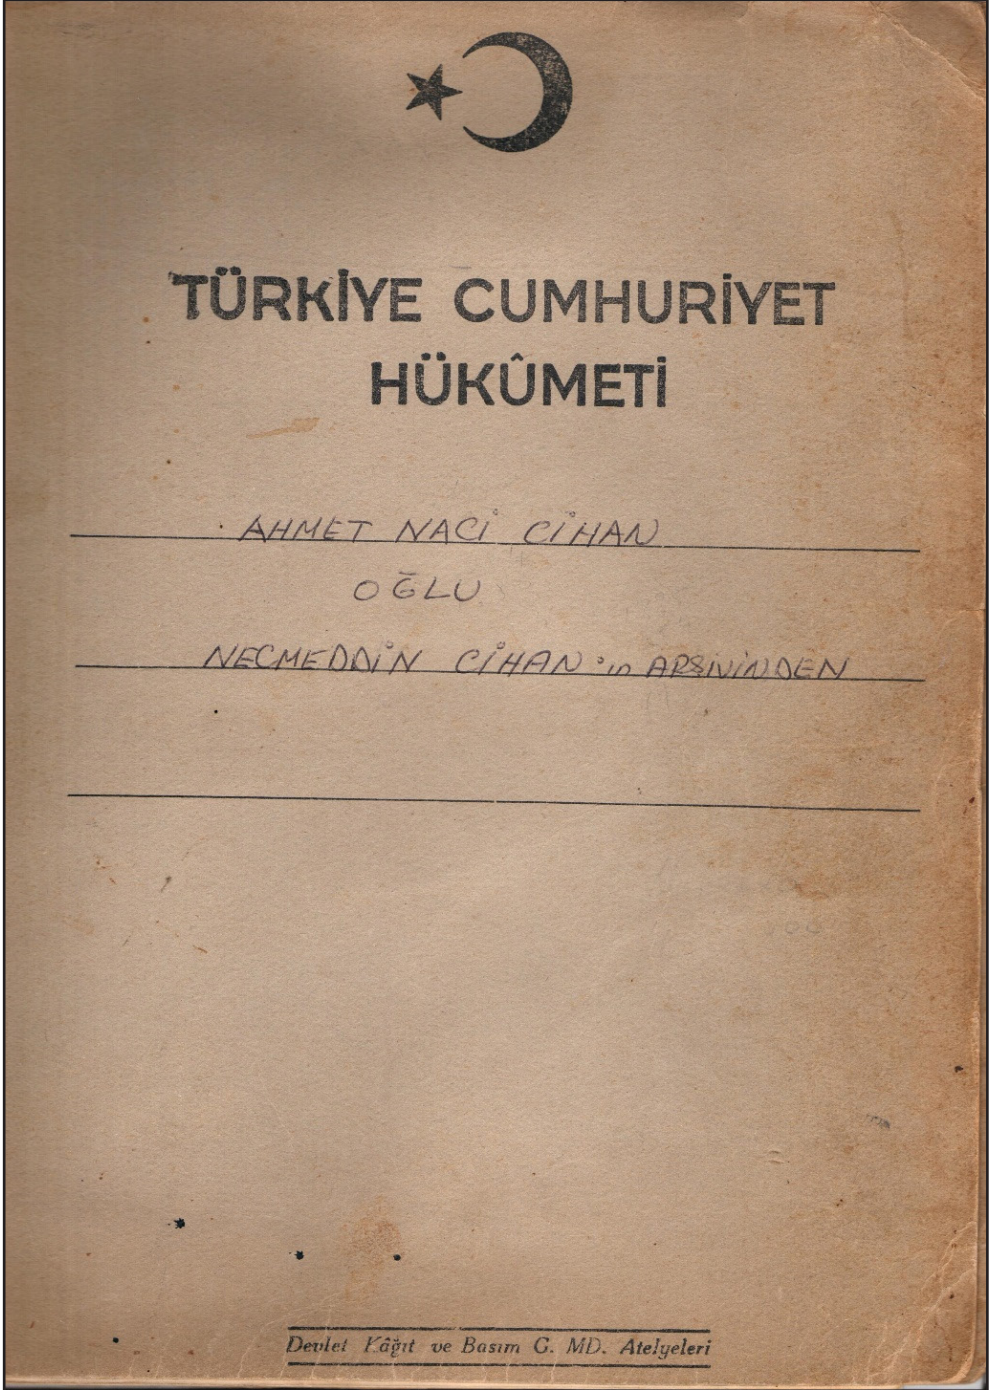 TÜRKİYE CUMHURİYET
HÜKÛMETİ
AHMET NACİ CİHAN
OĞLU
NECMEDDİN CİHAN'ın ARŞİVİNDEN
Devlet Kâğıt ve Basım G. MD. Atelyeleri